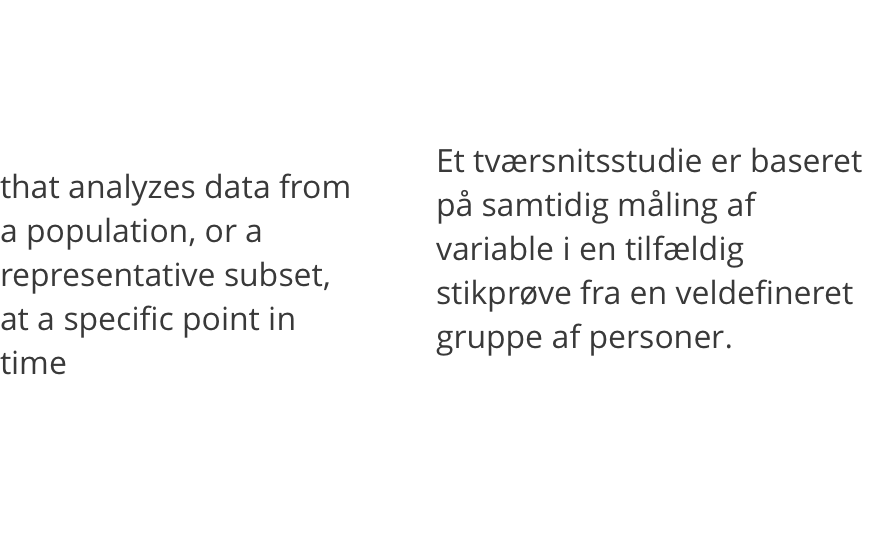 that analyzes data from
a population, or a
representative subset,
at a specific point in
time
Et tværsnitsstudie er baseret
på samtidig måling af
variable i en tilfældig
stikprøve fra en veldefineret
gruppe af personer.